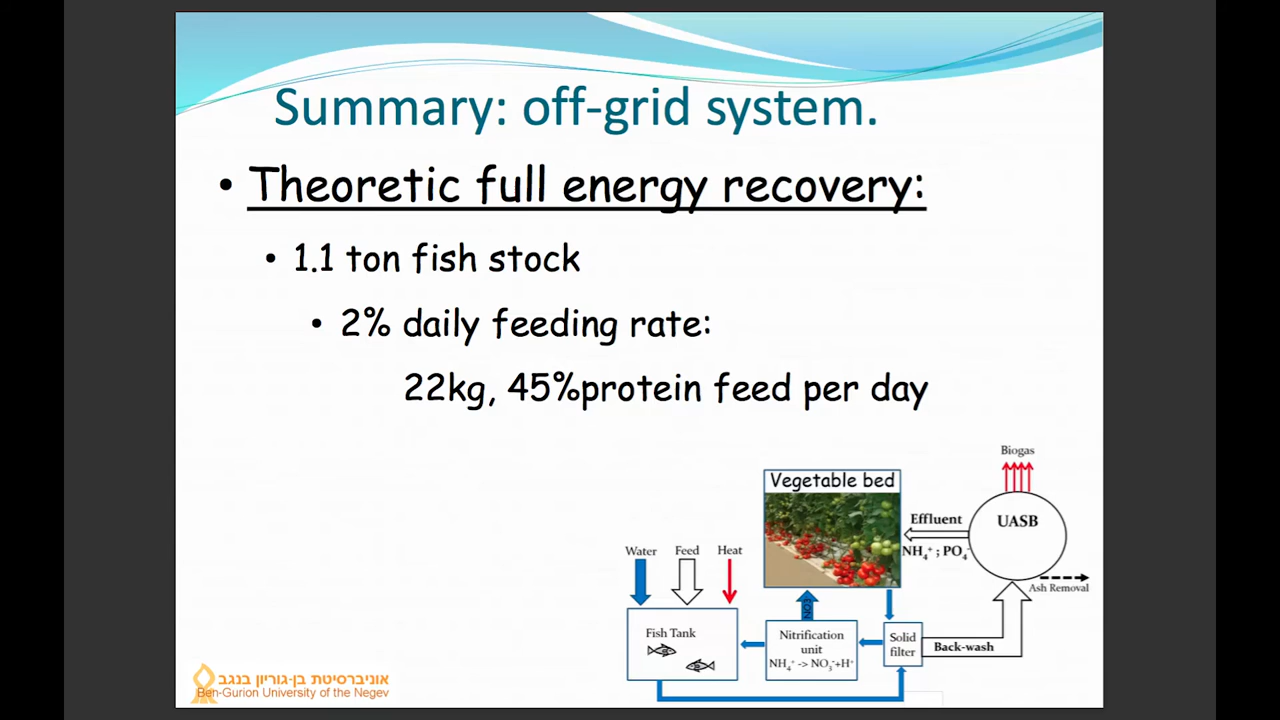 Summary: off-grid system.
• Theoretic full energy recovery:
• 1.1 ton fish stock
• 2% daily feeding rate:
22kg, 45%protein feed per day
Biogas
Vegetable bed
UASB
Effluent
NH₄⁺ ; PO₄⁻
Ash Removal
Water Feed Heat
NO3
Fish Tank
Nitrification
unit
NH₄⁺ -> NO₃⁻+H⁺
Solid
filter
Back-wash
אוניברסיטת בן-גוריון בנגב
Ben-Gurion University of the Negev